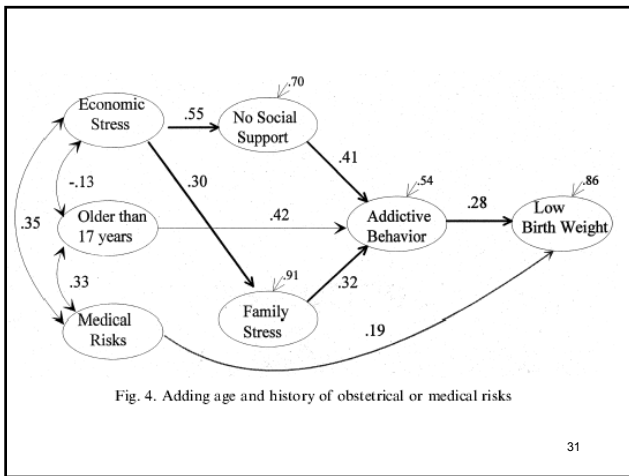 .70
Economic
Stress
.55
No Social
Support
.41
.54
.86
-.13
.30
.35
Older than
17 years
.42
Addictive
Behavior
.28
Low
Birth Weight
.33
.91
.32
Medical
Risks
Family
Stress
.19
Fig. 4. Adding age and history of obstetrical or medical risks
31